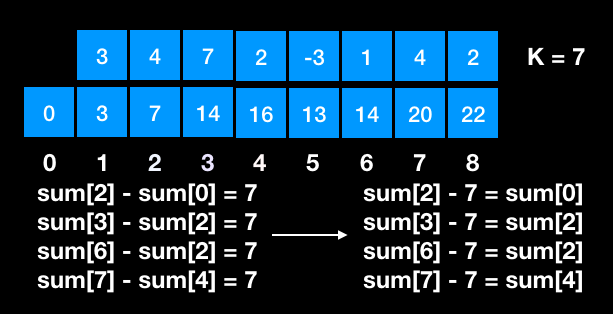 3 4 7 2 -3 1 4 2 K = 7
0 3 7 14 16 13 14 20 22
0 1 2 3 4 5 6 7 8
sum[2] - sum[0] = 7 sum[2] - 7 = sum[0]
sum[3] - sum[2] = 7 sum[3] - 7 = sum[2]
sum[6] - sum[2] = 7 sum[6] - 7 = sum[2]
sum[7] - sum[4] = 7 sum[7] - 7 = sum[4]